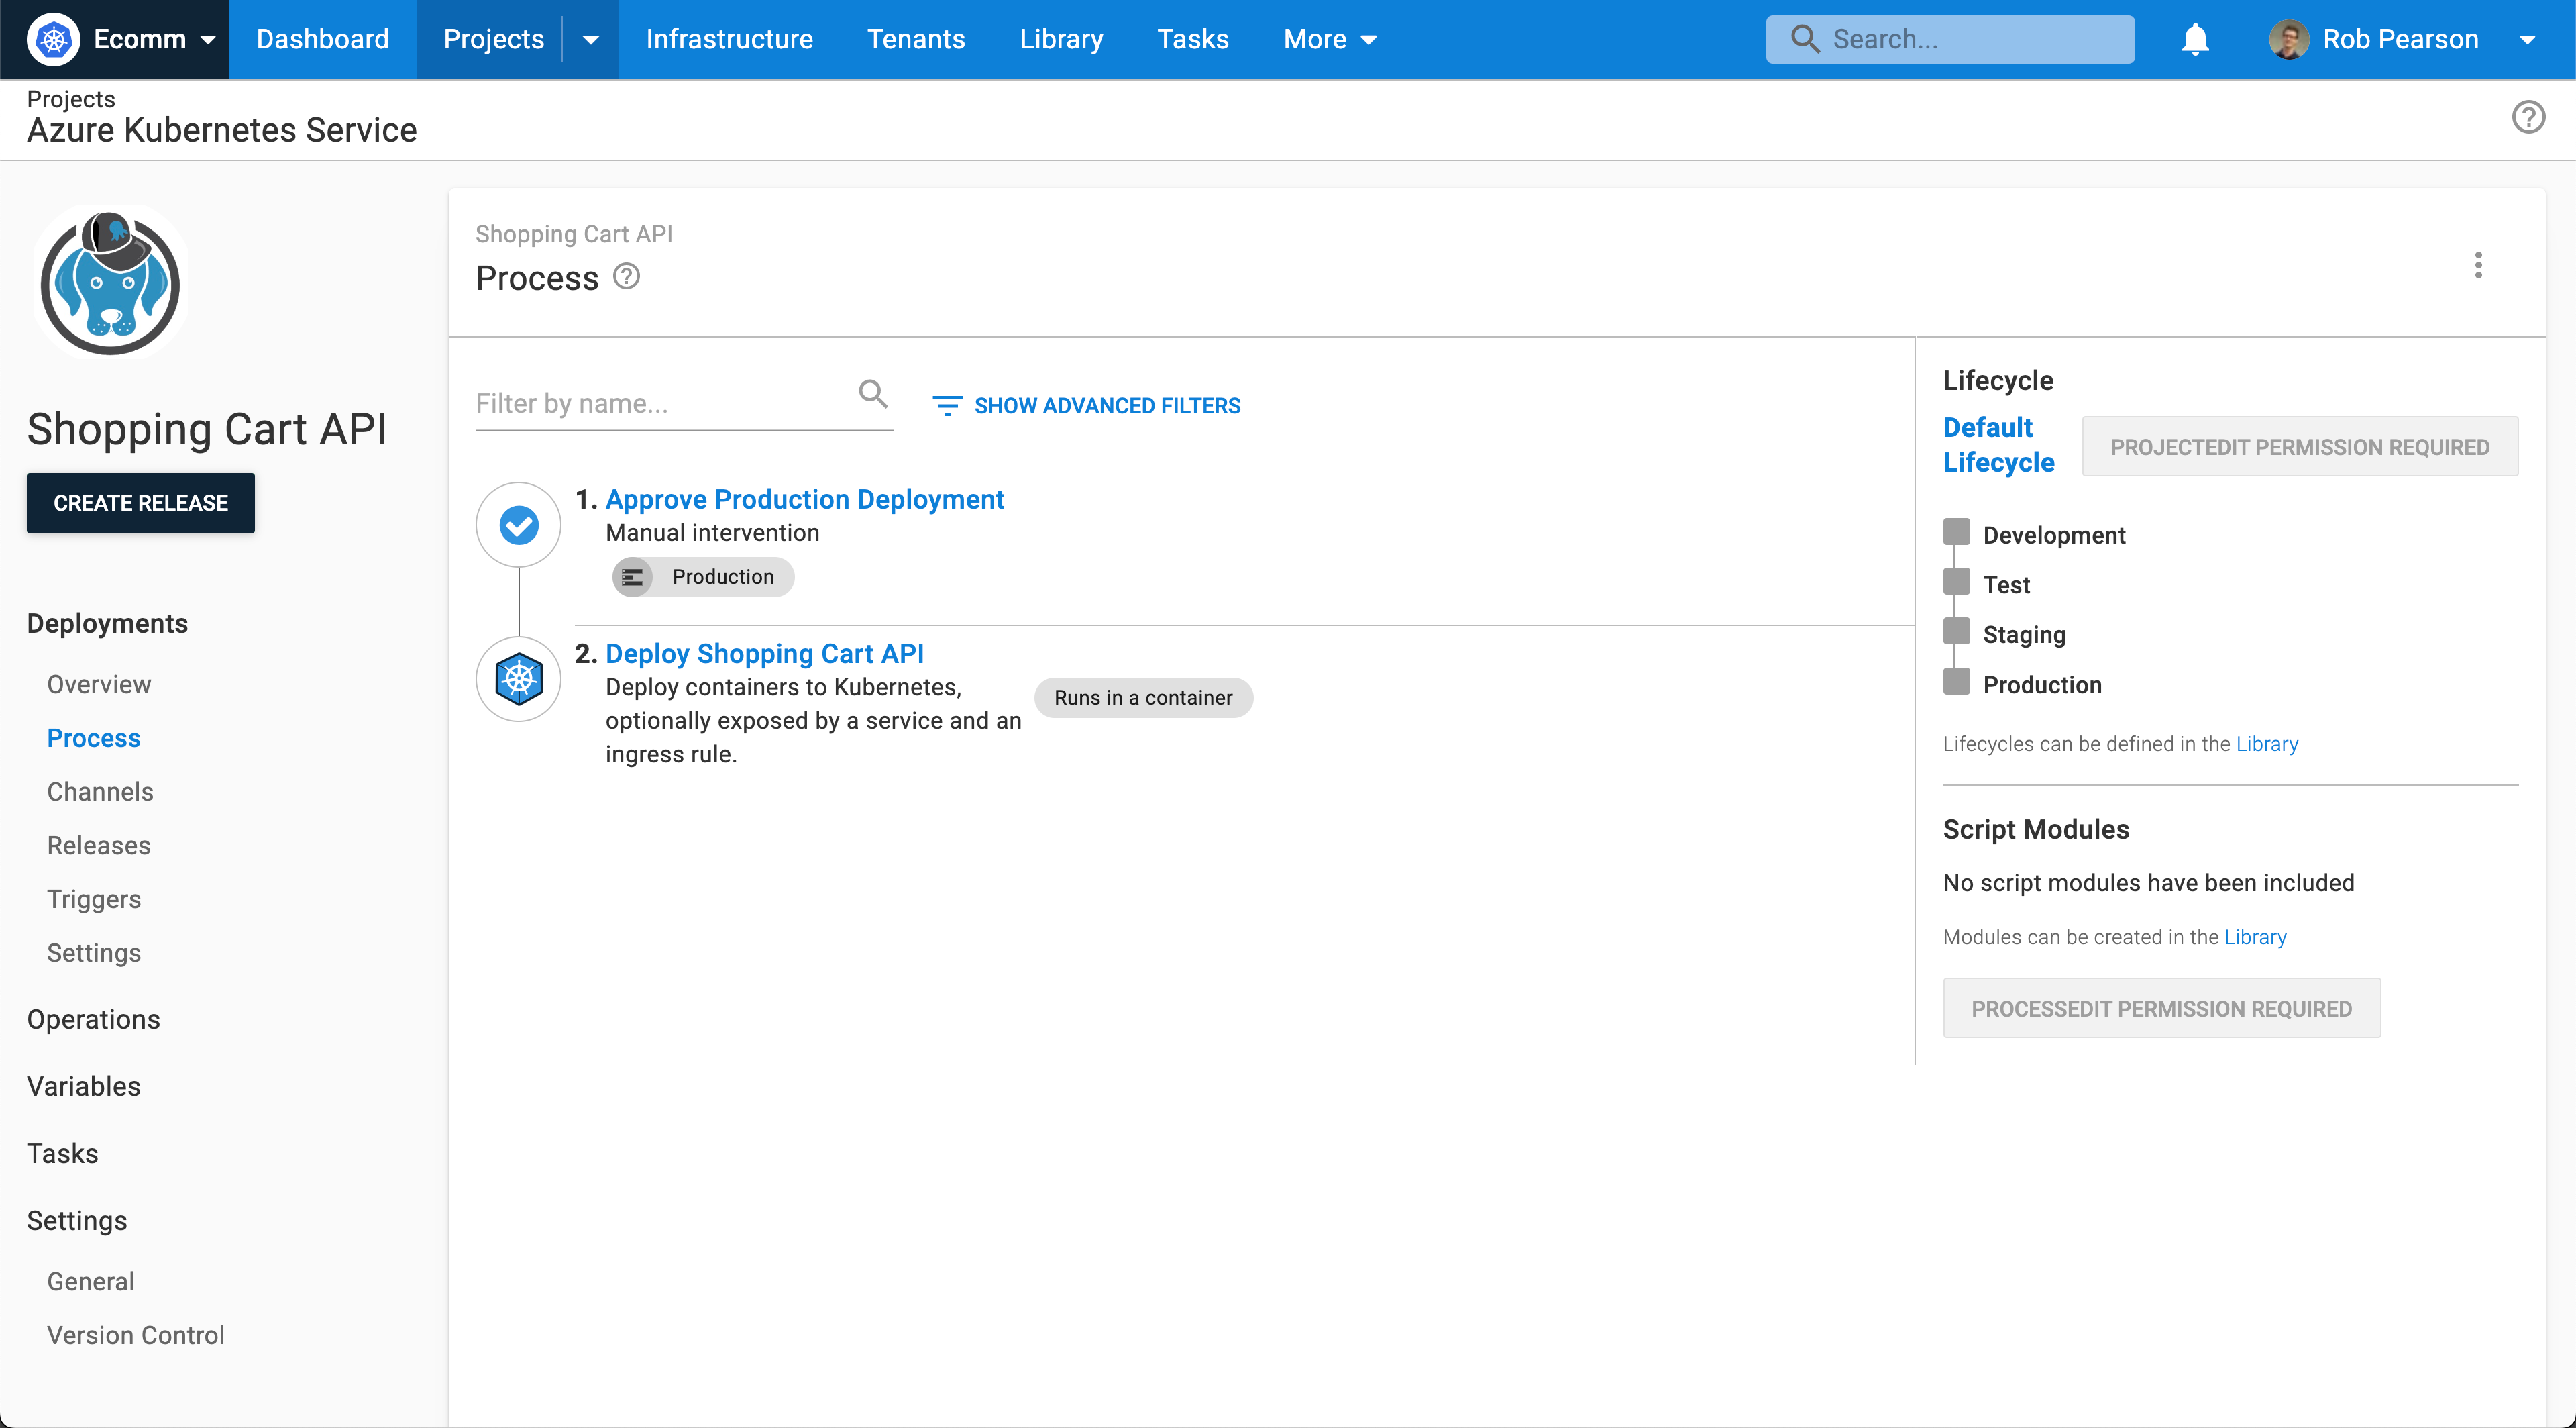 Ecomm
Dashboard
Projects
Infrastructure
Tenants
Library
Tasks
More
Search...
Rob Pearson
Projects
Azure Kubernetes Service
Shopping Cart API
CREATE RELEASE
Deployments
Overview
Process
Channels
Releases
Triggers
Settings
Operations
Variables
Tasks
Settings
General
Version Control
Shopping Cart API
Process
Filter by name...
SHOW ADVANCED FILTERS
1. Approve Production Deployment
Manual intervention
Production
2. Deploy Shopping Cart API
Deploy containers to Kubernetes,
optionally exposed by a service and an
ingress rule.
Runs in a container
Lifecycle
Default
Lifecycle
PROJECTEDIT PERMISSION REQUIRED
Development
Test
Staging
Production
Lifecycles can be defined in the Library
Script Modules
No script modules have been included
Modules can be created in the Library
PROCESSEDIT PERMISSION REQUIRED